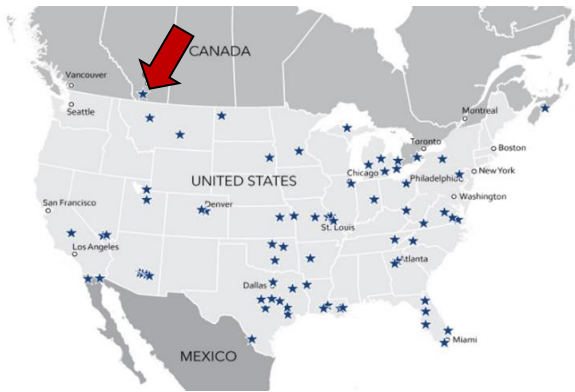 CANADA
Vancouver
Seattle
Montreal
Toronto
Boston
Chicago
New York
Philadelphia
UNITED STATES
Washington
San Francisco
Denver
St. Louis
Los Angeles
Atlanta
Dallas
Miami
MEXICO